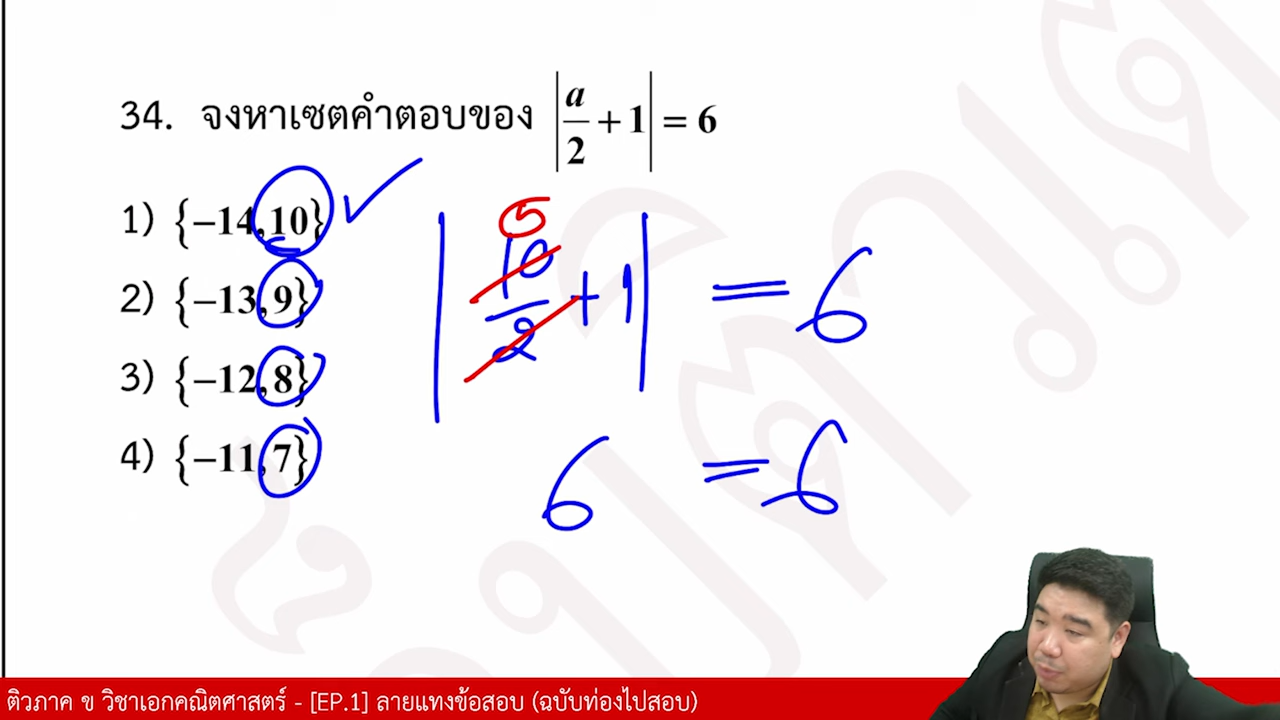 34. จงหาเซตคำตอบของ |a/2 + 1| = 6
1) {−14,10} ✓
2) {−13,9}
3) {−12,8}
4) {−11,7}
5
|10/2 + 1| = 6
6 = 6
ติวภาค ข วิชาเอกคณิตศาสตร์ - [EP.1] ลายแทงข้อสอบ (ฉบับท่องไปสอบ)